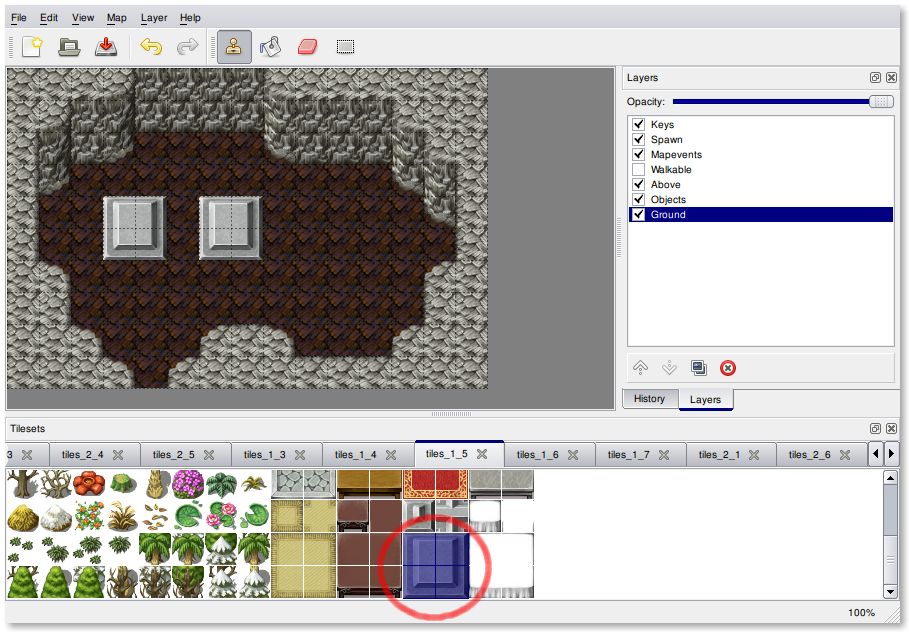 File Edit View Map Layer Help
Layers
Opacity:
Keys
Spawn
Mapevents
Walkable
Above
Objects
Ground
History Layers
Tilesets
3 tiles_2_4 tiles_2_5 tiles_1_3 tiles_1_4 tiles_1_5 tiles_1_6 tiles_1_7 tiles_2_1 tiles_2_6
100%